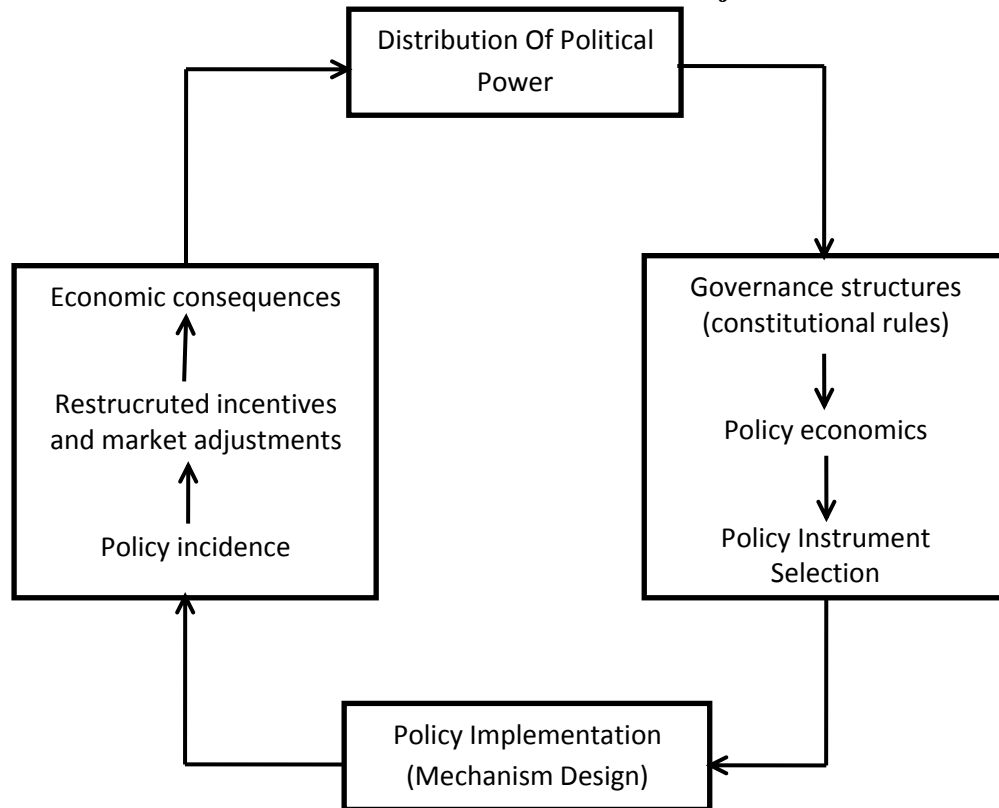 Distribution Of Political
Power
Governance structures
(constitutional rules)
Policy economics
Policy Instrument
Selection
Economic consequences
Restrucruted incentives
and market adjustments
Policy incidence
Policy Implementation
(Mechanism Design)